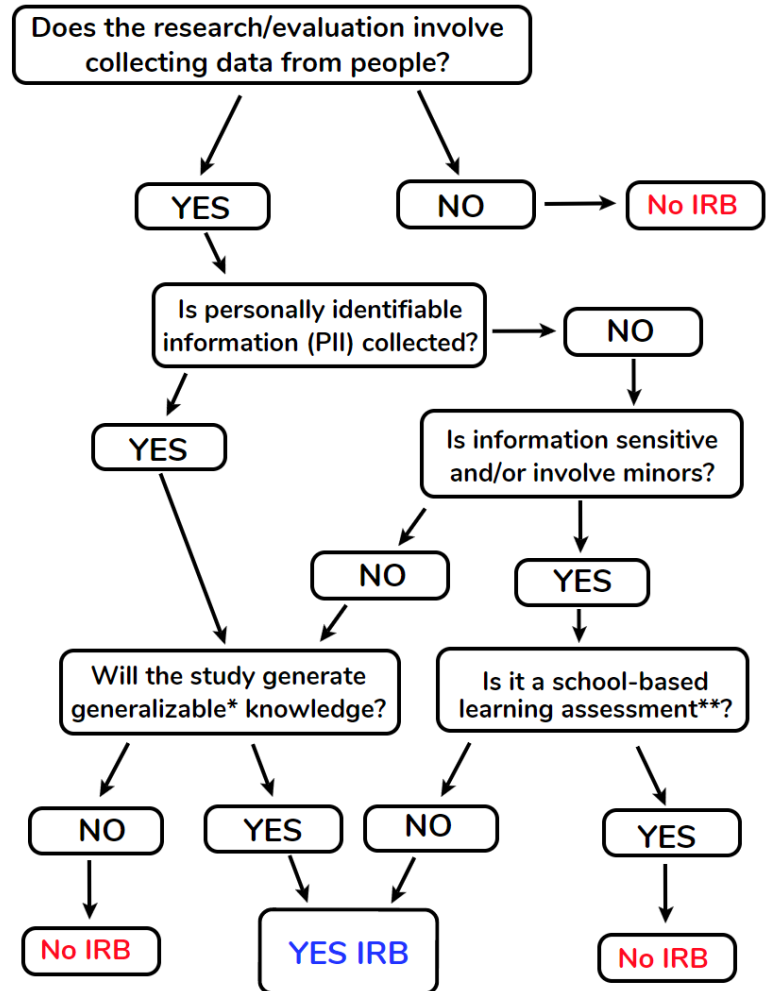 Does the research/evaluation involve
collecting data from people?
YES
NO
No IRB
Is personally identifiable
information (PII) collected?
NO
YES
Is information sensitive
and/or involve minors?
NO
YES
Will the study generate
generalizable* knowledge?
Is it a school-based
learning assessment**?
NO
YES
NO
YES
No IRB
YES IRB
No IRB